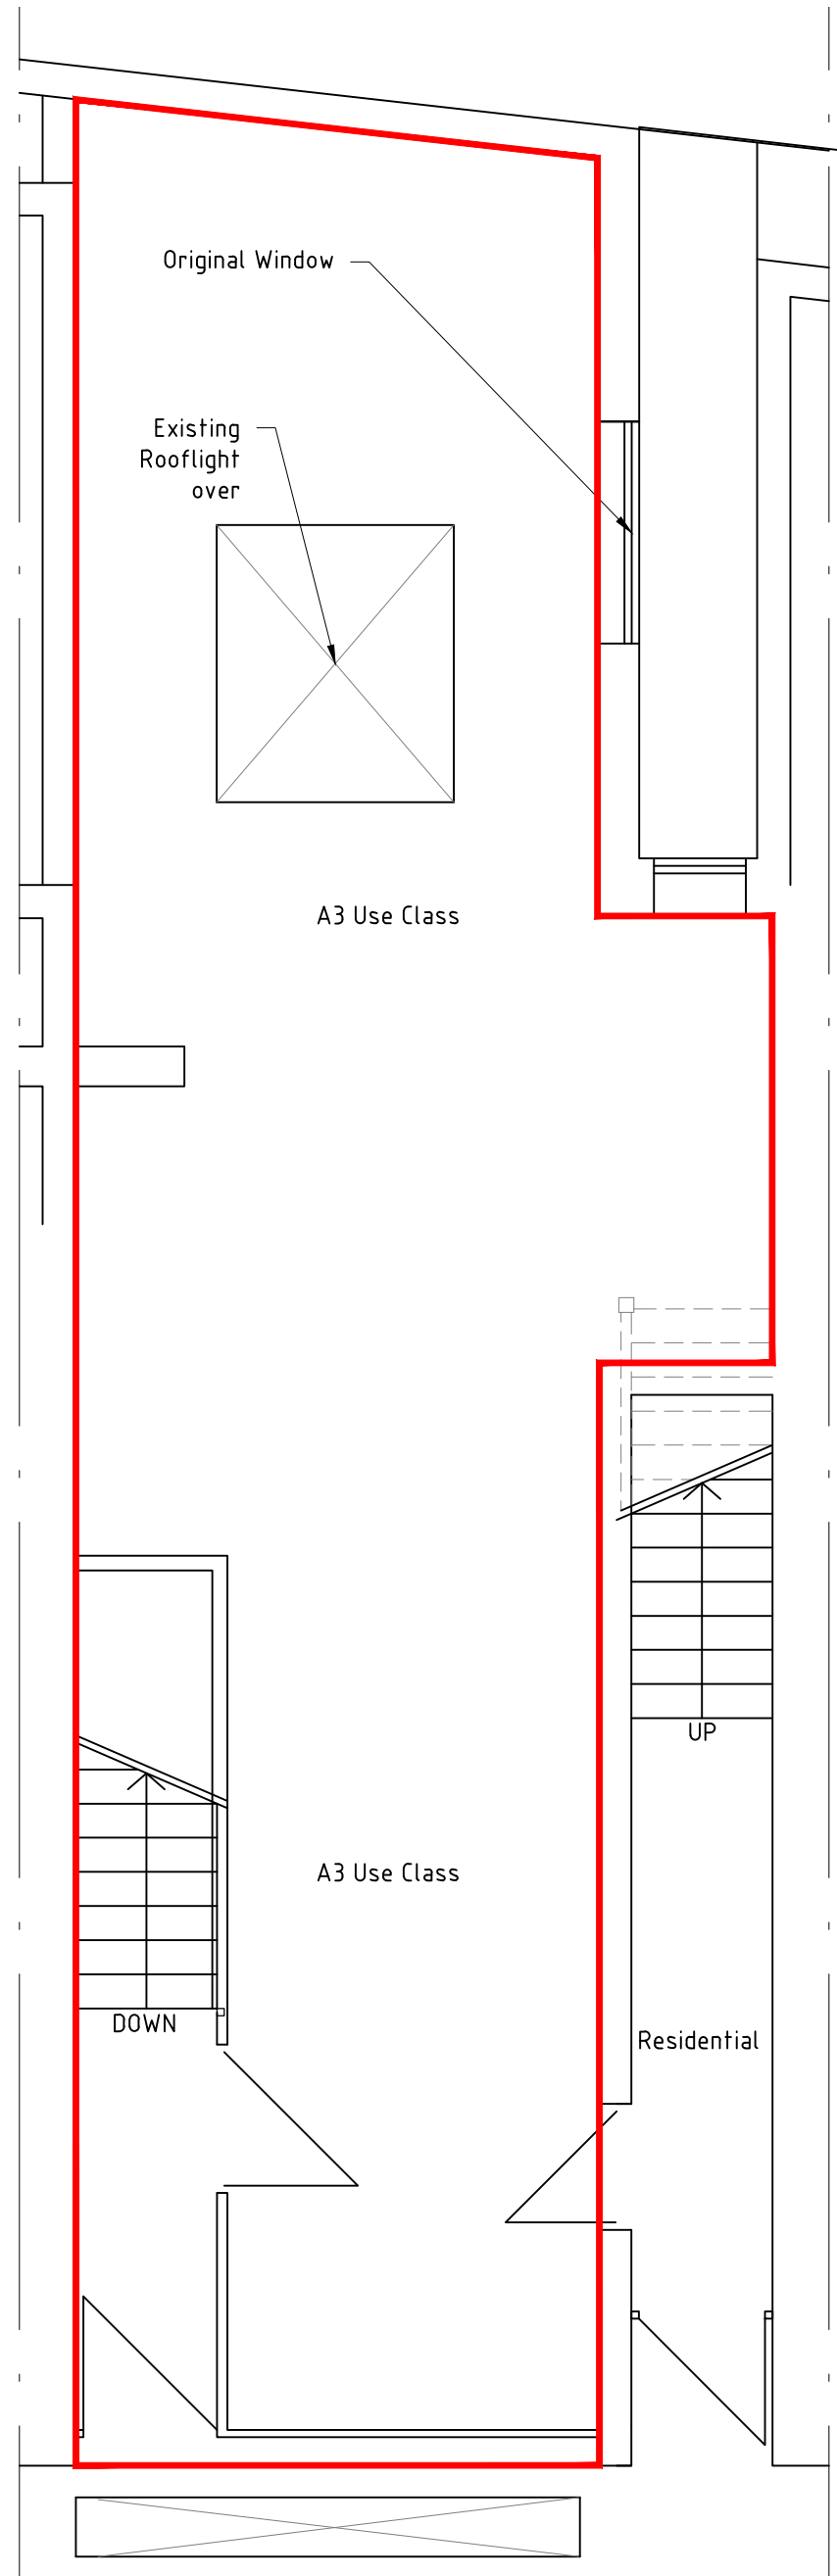 Original Window
Existing
Rooflight
over
A3 Use Class
UP
A3 Use Class
DOWN
Residential